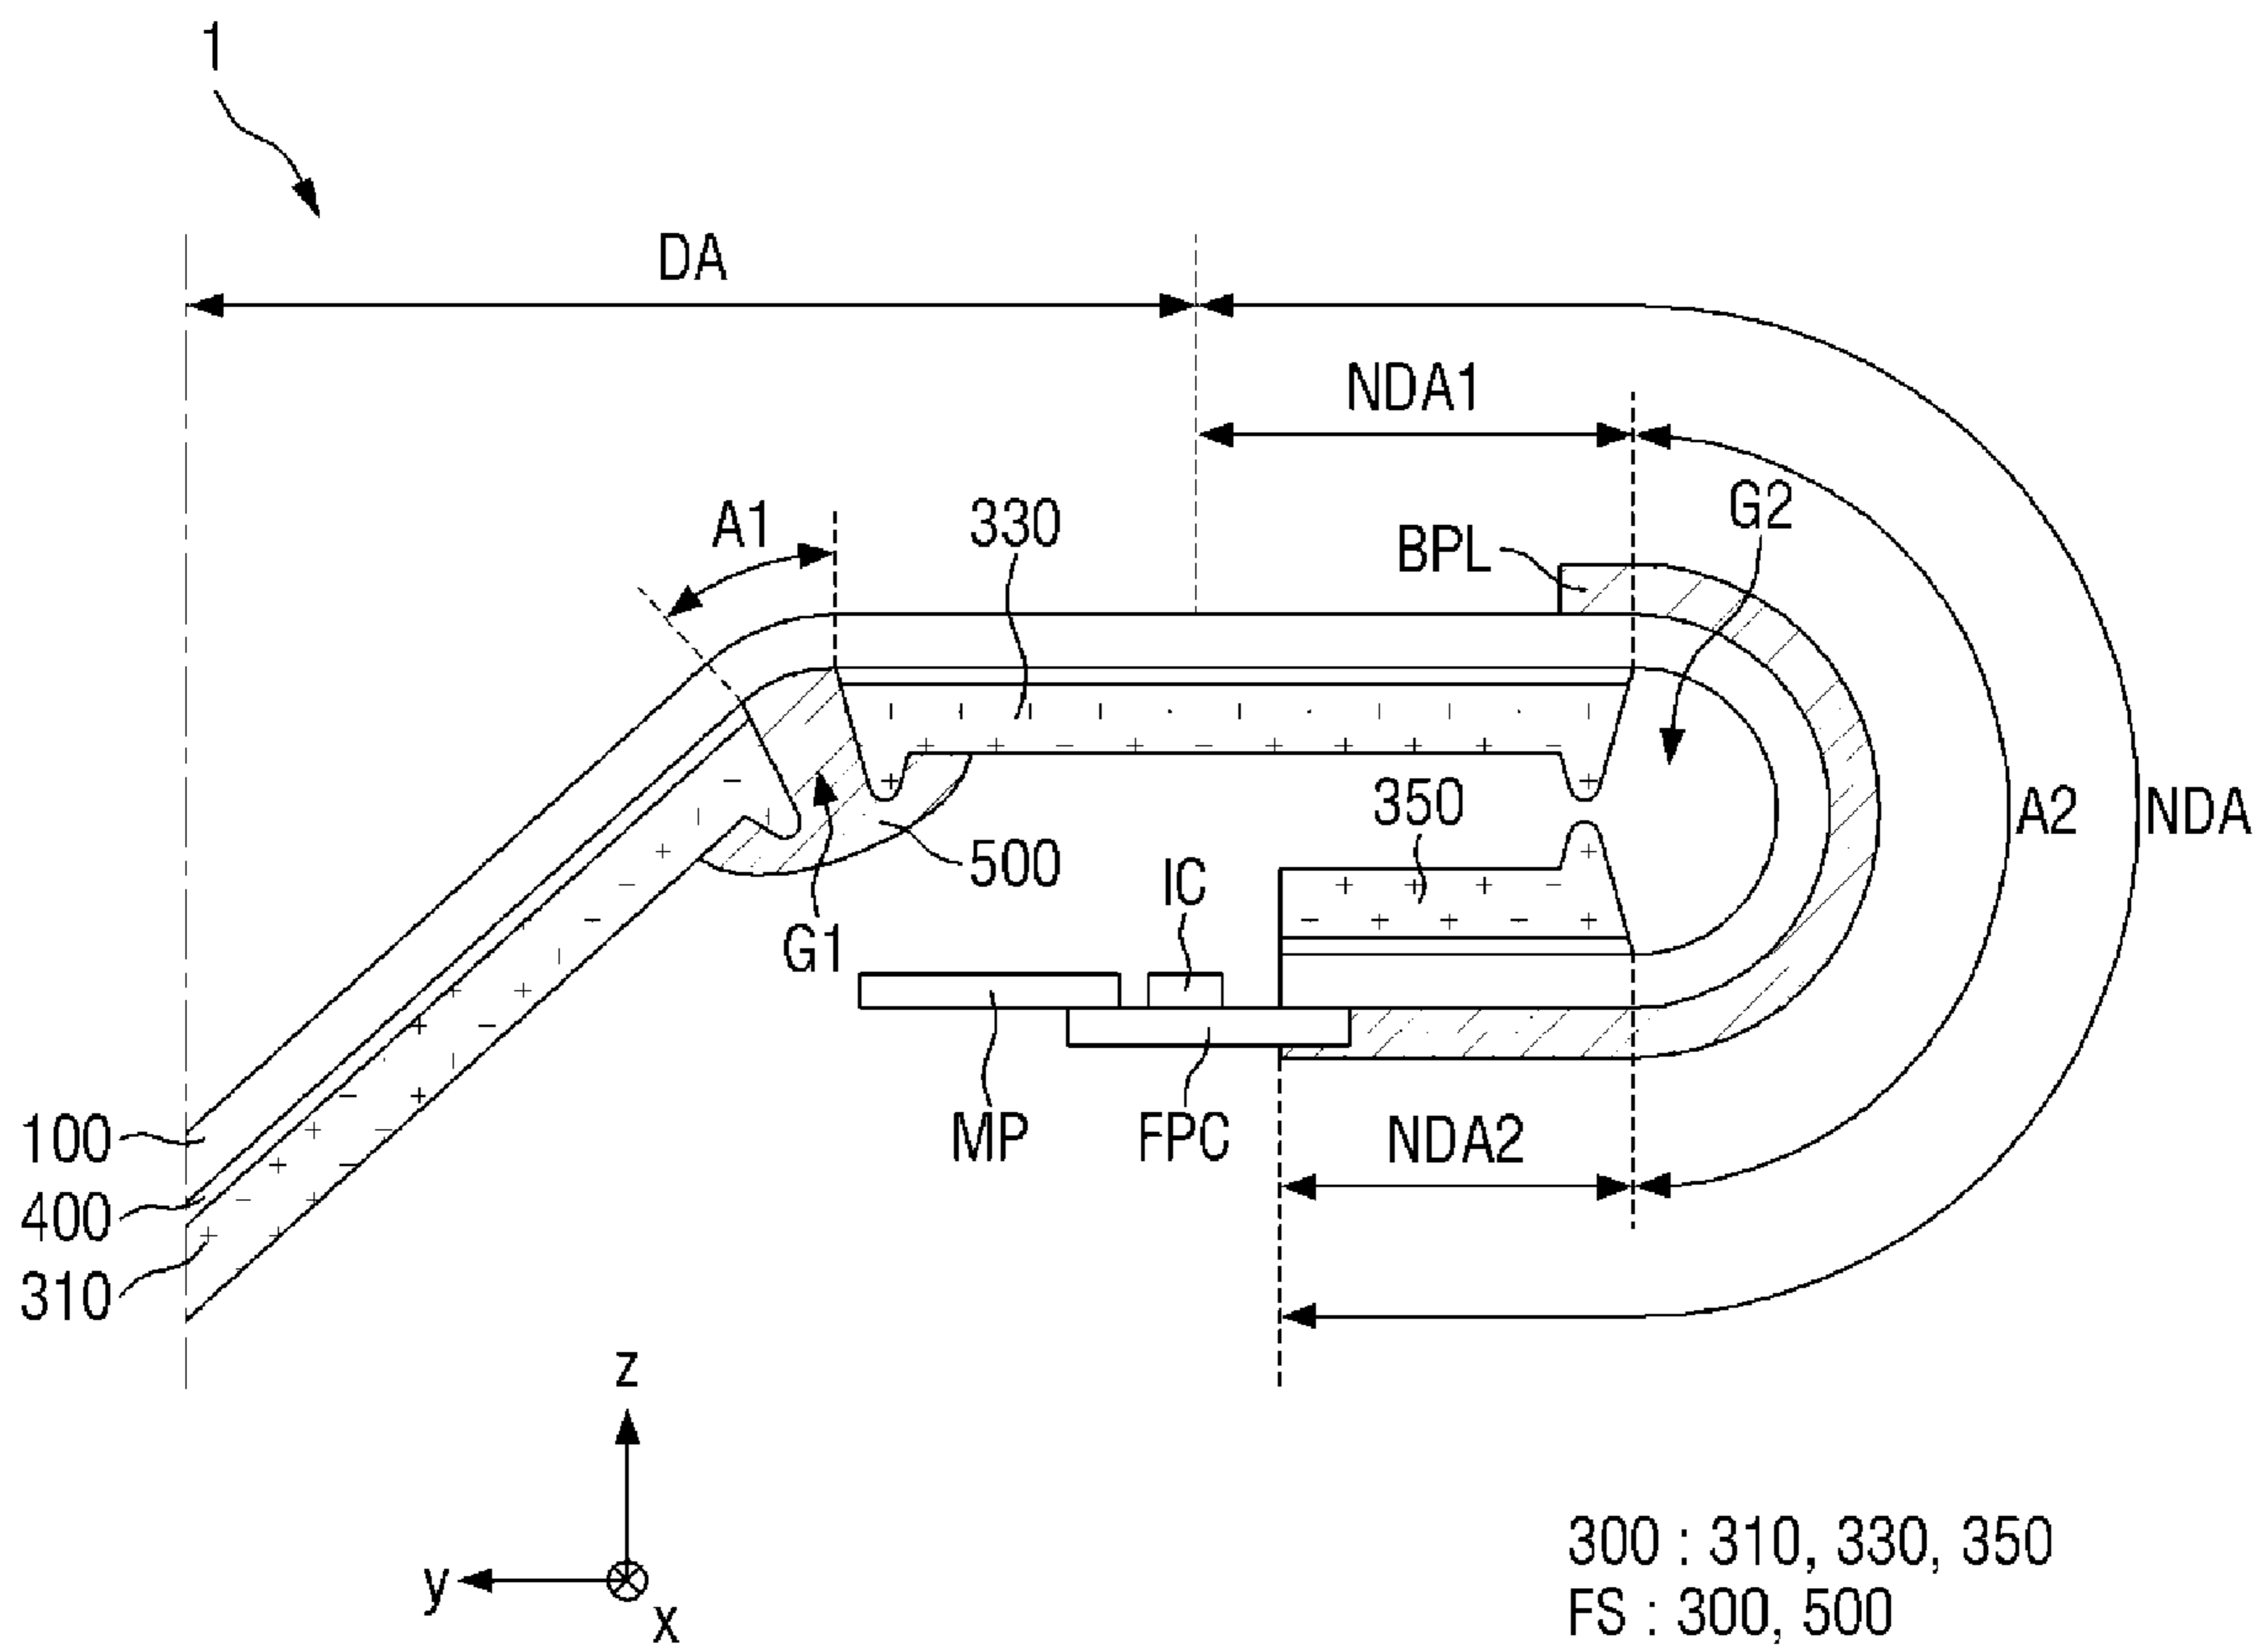 1
DA
NDA1
A1
330
BPL
G2
350
A2
NDA
500
IC
G1
100
MP
FPC
NDA2
400
310
z
y
x
300 : 310, 330, 350
FS : 300, 500